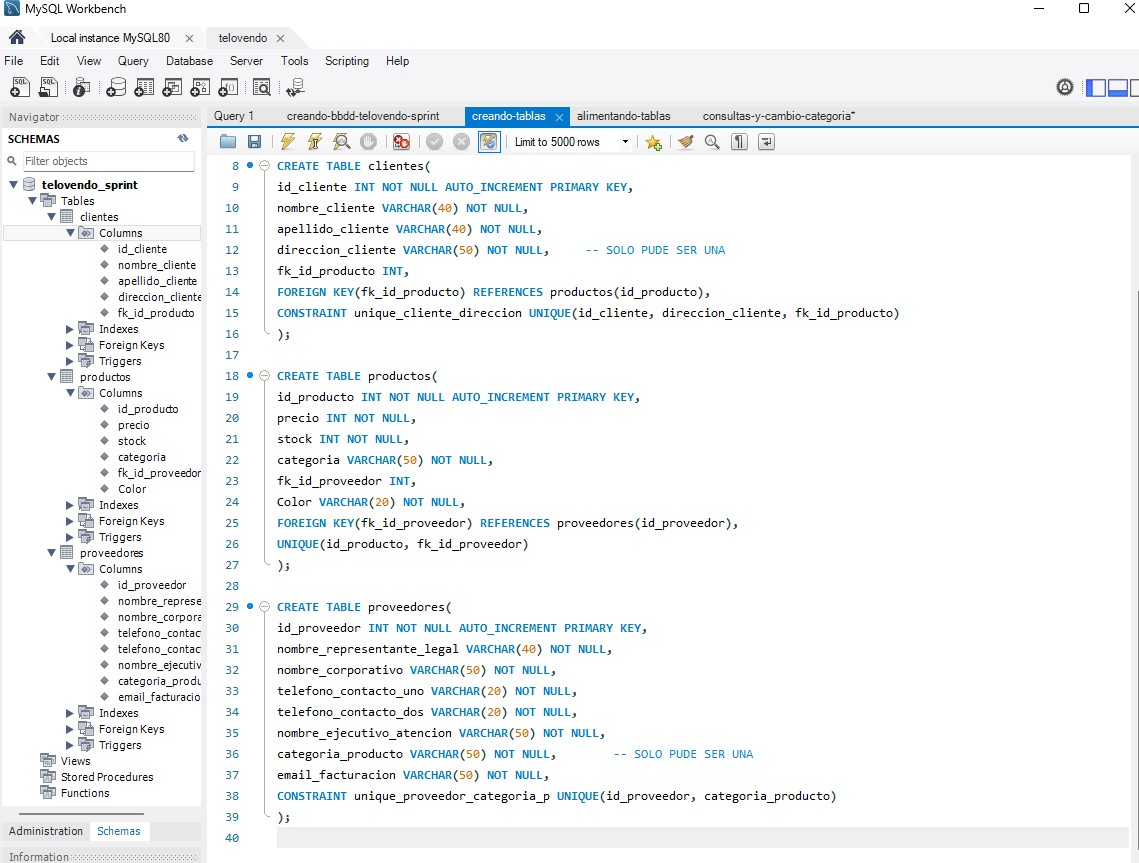 MySQL Workbench
Local instance MySQL80
telovendo
File Edit View Query Database Server Tools Scripting Help
Navigator
SCHEMAS
Filter objects
telovendo_sprint
Tables
clientes
Columns
id_cliente
nombre_cliente
apellido_cliente
direccion_cliente
fk_id_producto
Indexes
Foreign Keys
Triggers
productos
Columns
id_producto
precio
stock
categoria
fk_id_proveedor
Color
Indexes
Foreign Keys
Triggers
proveedores
Columns
id_proveedor
nombre_represe
nombre_corpora
telefono_contac
telefono_contac
nombre_ejecutiv
categoria_produ
email_facturacio
Indexes
Foreign Keys
Triggers
Views
Stored Procedures
Functions
Administration Schemas
Information
Query 1 creando-bbdd-telovendo-sprint creando-tablas alimentando-tablas consultas-y-cambio-categoria*
Limit to 5000 rows
8 CREATE TABLE clientes(
9 id_cliente INT NOT NULL AUTO_INCREMENT PRIMARY KEY,
10 nombre_cliente VARCHAR(40) NOT NULL,
11 apellido_cliente VARCHAR(40) NOT NULL,
12 direccion_cliente VARCHAR(50) NOT NULL, -- SOLO PUDE SER UNA
13 fk_id_producto INT,
14 FOREIGN KEY(fk_id_producto) REFERENCES productos(id_producto),
15 CONSTRAINT unique_cliente_direccion UNIQUE(id_cliente, direccion_cliente, fk_id_producto)
16 );
17
18 CREATE TABLE productos(
19 id_producto INT NOT NULL AUTO_INCREMENT PRIMARY KEY,
20 precio INT NOT NULL,
21 stock INT NOT NULL,
22 categoria VARCHAR(50) NOT NULL,
23 fk_id_proveedor INT,
24 Color VARCHAR(20) NOT NULL,
25 FOREIGN KEY(fk_id_proveedor) REFERENCES proveedores(id_proveedor),
26 UNIQUE(id_producto, fk_id_proveedor)
27 );
28
29 CREATE TABLE proveedores(
30 id_proveedor INT NOT NULL AUTO_INCREMENT PRIMARY KEY,
31 nombre_representante_legal VARCHAR(40) NOT NULL,
32 nombre_corporativo VARCHAR(50) NOT NULL,
33 telefono_contacto_uno VARCHAR(20) NOT NULL,
34 telefono_contacto_dos VARCHAR(20) NOT NULL,
35 nombre_ejecutivo_atencion VARCHAR(50) NOT NULL,
36 categoria_producto VARCHAR(50) NOT NULL, -- SOLO PUDE SER UNA
37 email_facturacion VARCHAR(50) NOT NULL,
38 CONSTRAINT unique_proveedor_categoria_p UNIQUE(id_proveedor, categoria_producto)
39 );
40